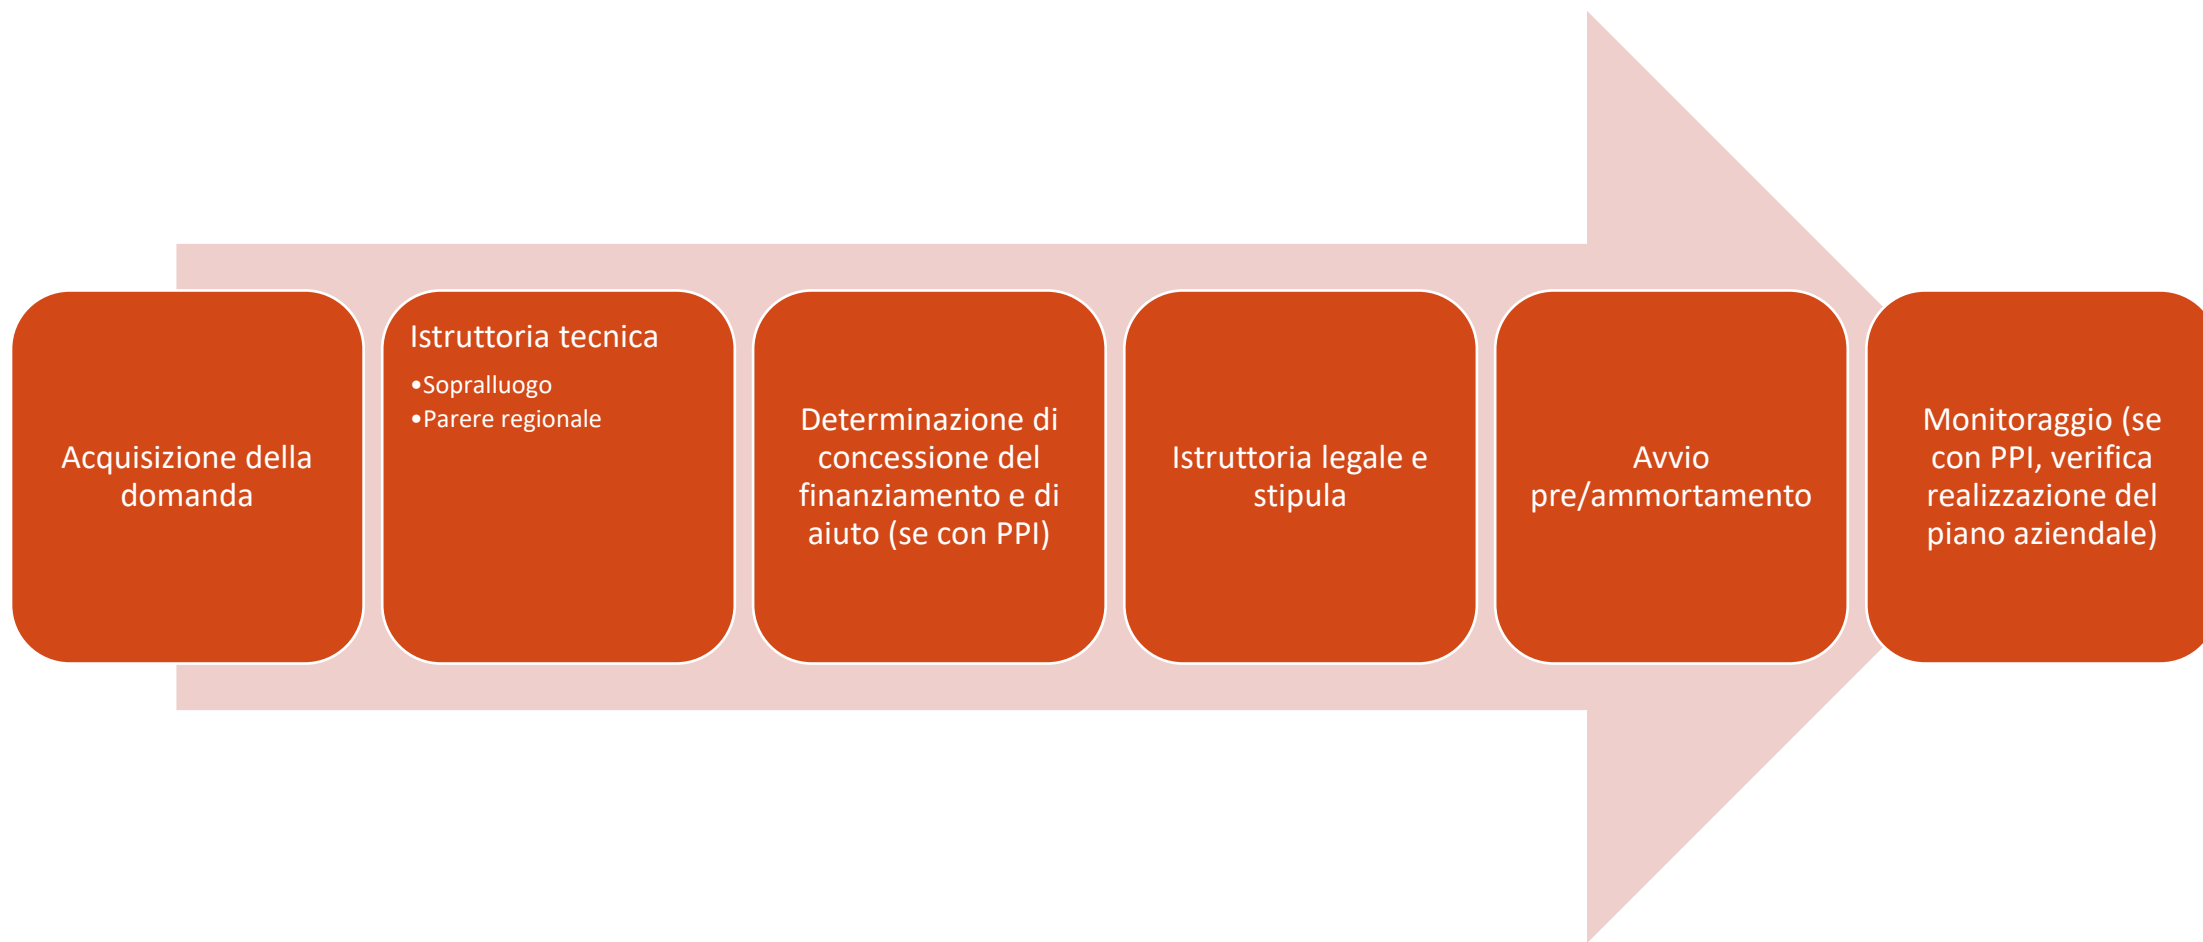 Acquisizione della
domanda
Istruttoria tecnica
•Sopralluogo
•Parere regionale
Determinazione di
concessione del
finanziamento e di
aiuto (se con PPI)
Istruttoria legale e
stipula
Avvio
pre/ammortamento
Monitoraggio (se
con PPI, verifica
realizzazione del
piano aziendale)